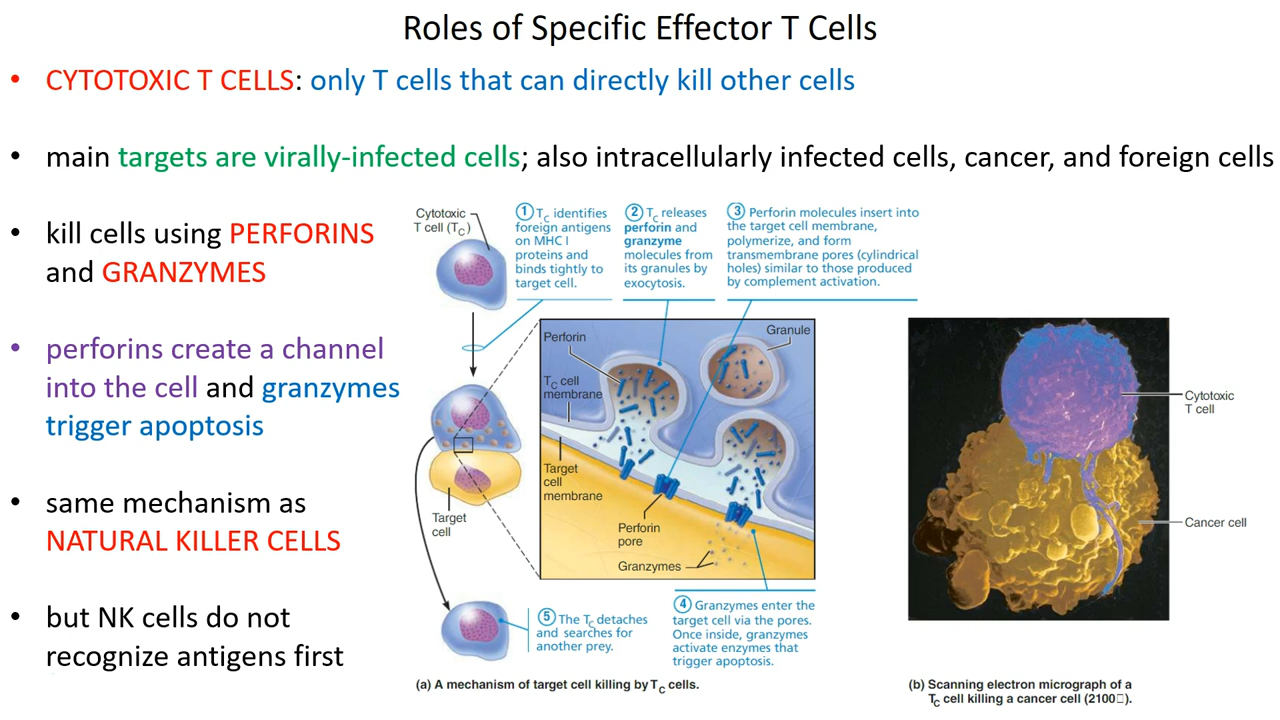 Roles of Specific Effector T Cells
• CYTOTOXIC T CELLS: only T cells that can directly kill other cells
• main targets are virally-infected cells; also intracellularly infected cells, cancer, and foreign cells
• kill cells using PERFORINS
and GRANZYMES
• perforins create a channel
into the cell and granzymes
trigger apoptosis
• same mechanism as
NATURAL KILLER CELLS
• but NK cells do not
recognize antigens first
Cytotoxic
T cell (TC)
1 TC identifies
foreign antigens
on MHC I
proteins and
binds tightly to
target cell.
2 TC releases
perforin and
granzyme
molecules from
its granules by
exocytosis.
3 Perforin molecules insert into
the target cell membrane,
polymerize, and form
transmembrane pores (cylindrical
holes) similar to those produced
by complement activation.
Perforin
Granule
TC cell
membrane
Target
cell
membrane
Target
cell
Perforin
pore
Granzymes
5 The TC detaches
and searches for
another prey.
4 Granzymes enter the
target cell via the pores.
Once inside, granzymes
activate enzymes that
trigger apoptosis.
(a) A mechanism of target cell killing by TC cells.
Cytotoxic
T cell
Cancer cell
(b) Scanning electron micrograph of a
TC cell killing a cancer cell (2100□).